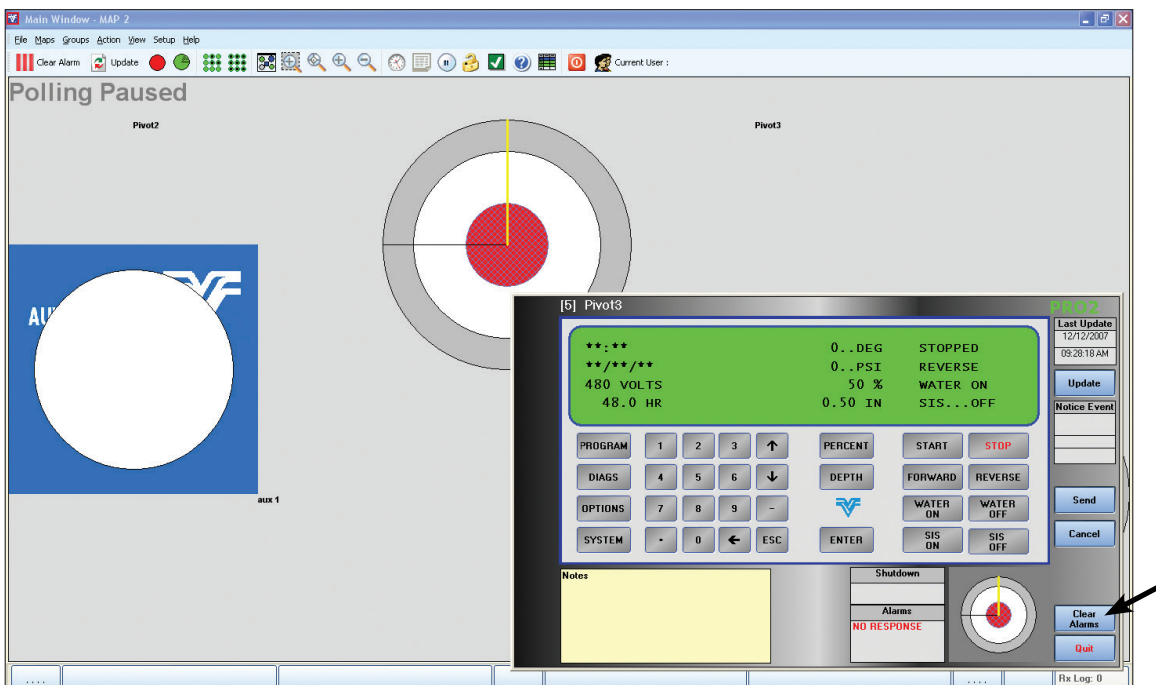 Main Window - MAP 2
File Maps Groups Action View Setup Help
Clear Alarm Update Current User :
Polling Paused
Pivot2 Pivot3
AU
aux 1
[5] Pivot3 PRO2
**:** 0..DEG STOPPED
**/**/** 0..PSI REVERSE
480 VOLTS 50 % WATER ON
48.0 HR 0.50 IN SIS...OFF
PROGRAM 1 2 3 ↑ PERCENT START STOP
DIAGS 4 5 6 ↓ DEPTH FORWARD REVERSE
OPTIONS 7 8 9 - WATER ON WATER OFF
SYSTEM . 0 ← ESC ENTER SIS ON SIS OFF
Last Update
12/12/2007
09:28:18 AM
Update
Notice Event
Send
Cancel
Notes
Shutdown
Alarms
NO RESPONSE
Clear
Alarms
Quit
.... .... Rx Log: 0